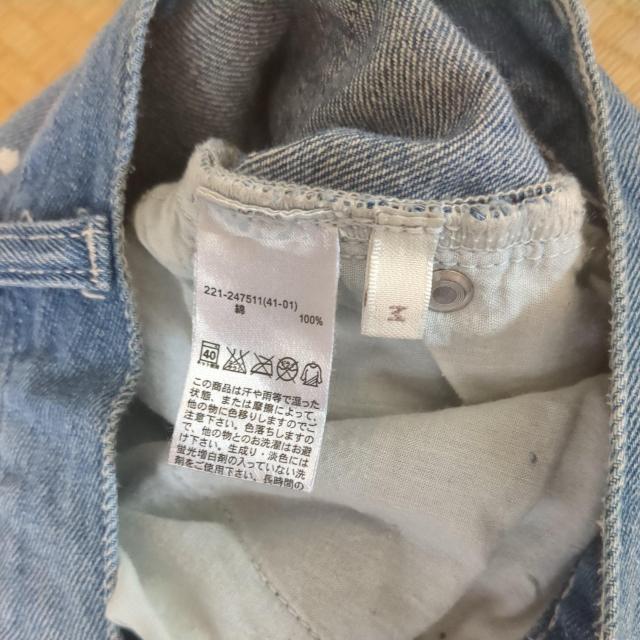 221-247511(41-01)
綿
100%
40
この商品は汗や雨等で湿った
状態、または摩擦によって
他の物に色移りしますのでご
注意下さい。色落ちしますの
で、他の物とのお洗濯はお避
け下さい。生成り・淡色には
蛍光増白剤の入っていない洗
剤をご使用下さい。長時間の
M